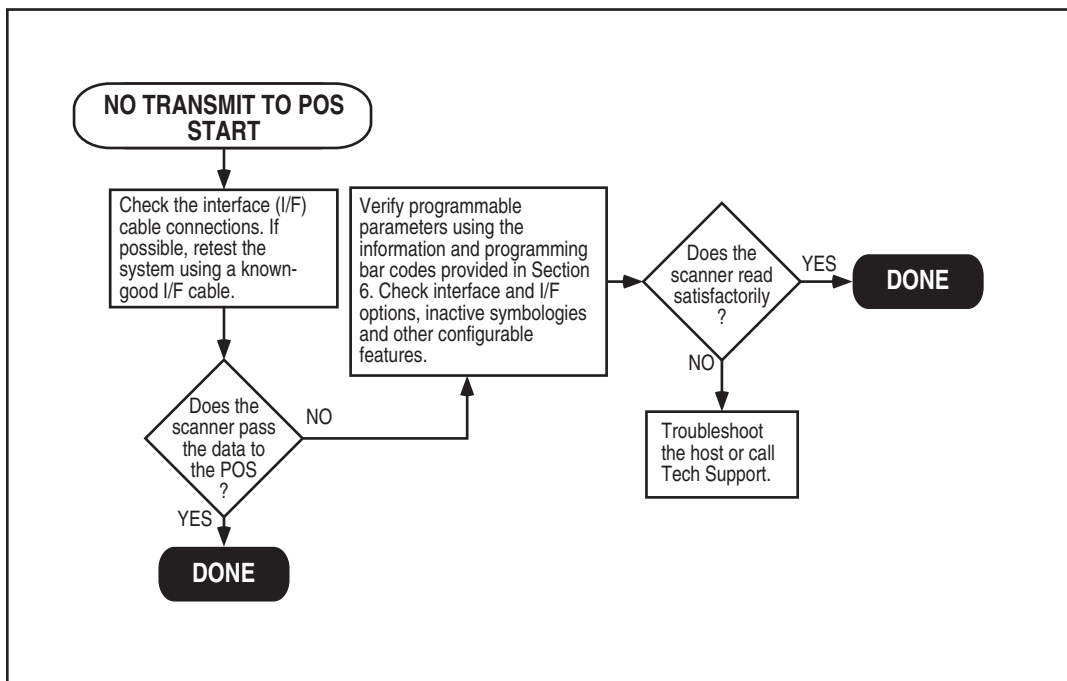 NO TRANSMIT TO POS
START
Check the interface (I/F)
cable connections. If
possible, retest the
system using a known-
good I/F cable.
Does the
scanner pass
the data to
the POS
?
YES
DONE
NO
Verify programmable
parameters using the
information and programming
bar codes provided in Section
6. Check interface and I/F
options, inactive symbologies
and other configurable
features.
Does the
scanner read
satisfactorily
?
YES
DONE
NO
Troubleshoot
the host or call
Tech Support.